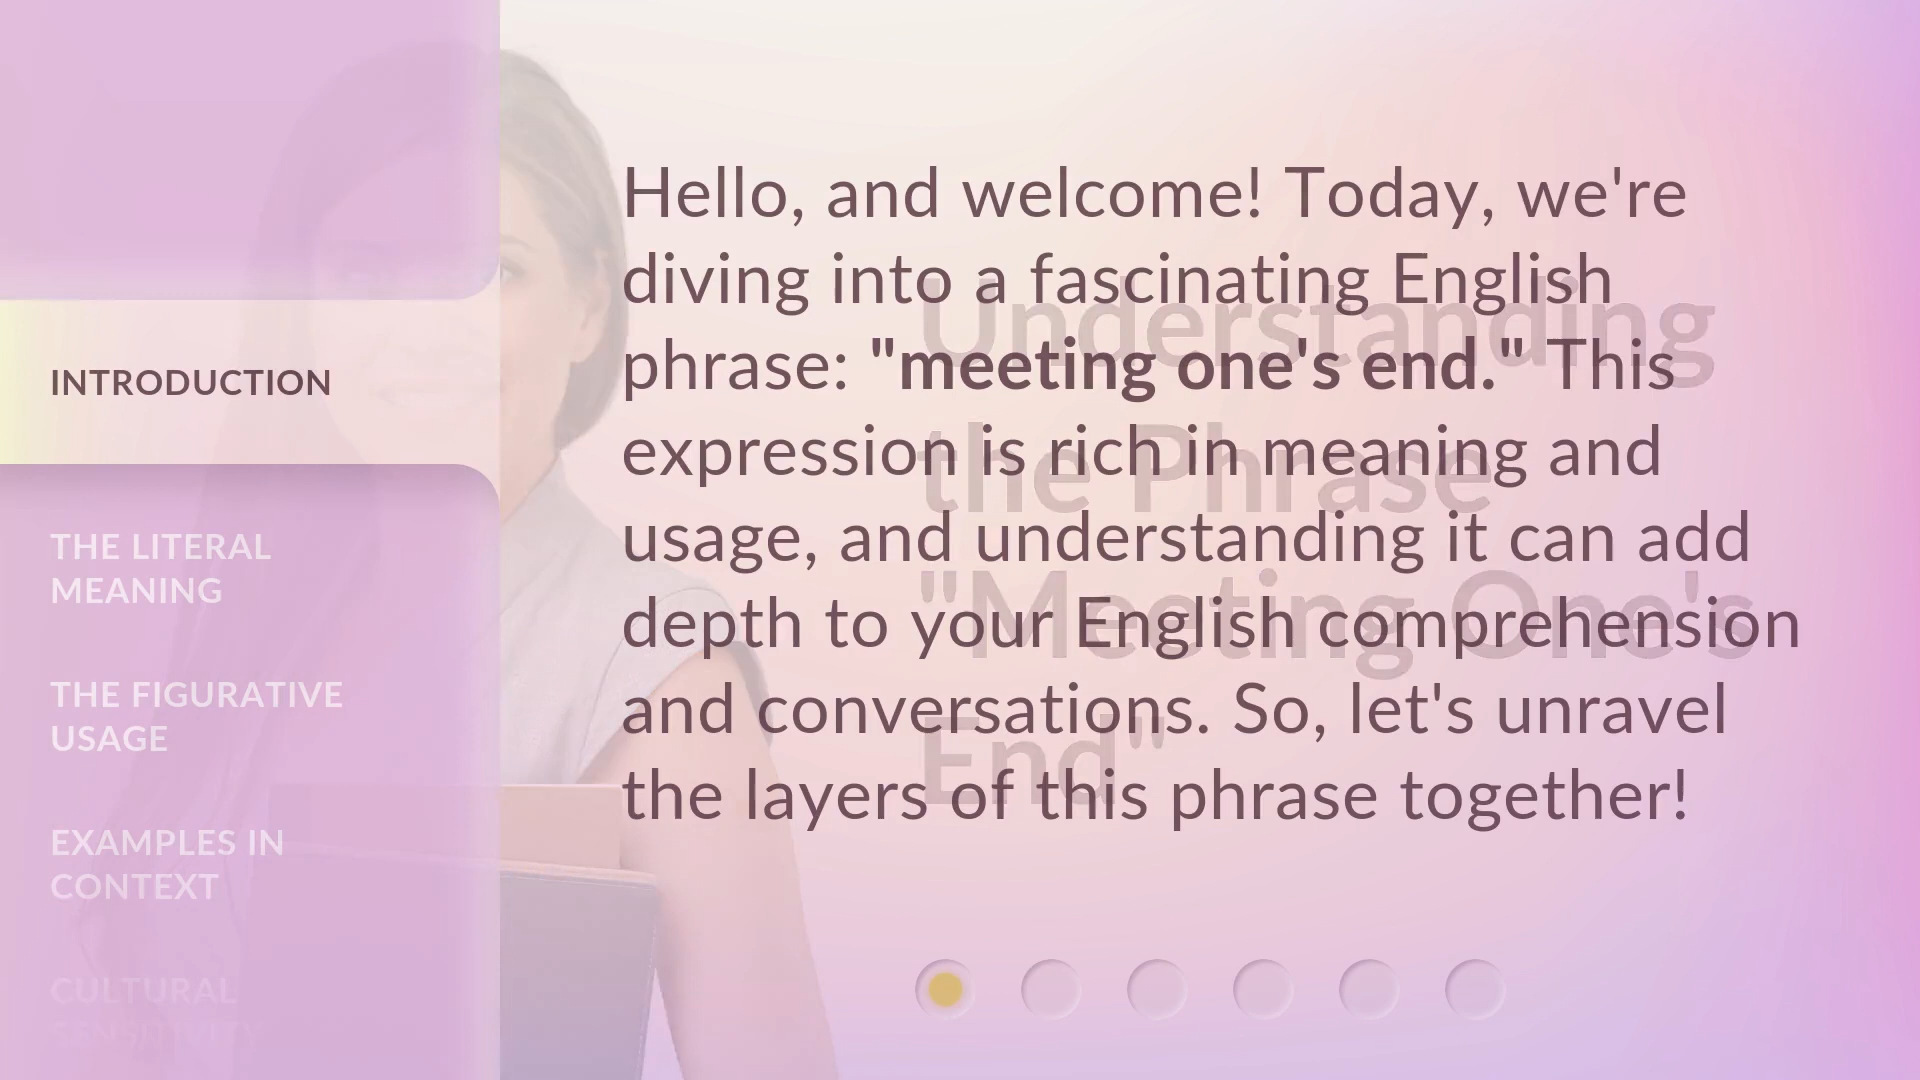 INTRODUCTION
THE LITERAL
MEANING
THE FIGURATIVE
USAGE
EXAMPLES IN
CONTEXT
CULTURAL
SENSITIVITY
Hello, and welcome! Today, we're
diving into a fascinating English
phrase: "meeting one's end." This
expression is rich in meaning and
usage, and understanding it can add
depth to your English comprehension
and conversations. So, let's unravel
the layers of this phrase together!
Understanding
the Phrase
"Meeting One's
End"